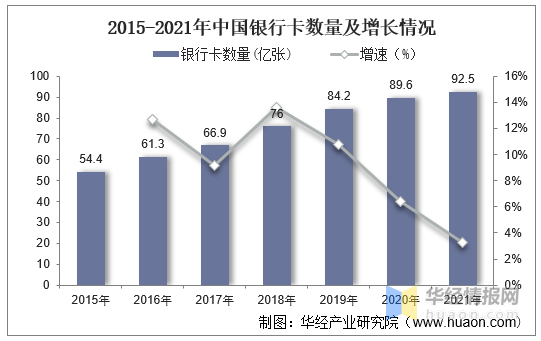 2015-2021年中国银行卡数量及增长情况
银行卡数量(亿张) 增速（%）
100 16%
90 14%
80 12%
70 10%
60 8%
50 6%
40 4%
30 2%
20 0%
10
0
54.4 61.3 66.9 76 84.2 89.6 92.5
2015年 2016年 2017年 2018年 2019年 2020年 2021年
华经情报网
huaon.com
制图：华经产业研究院（www.huaon.com）